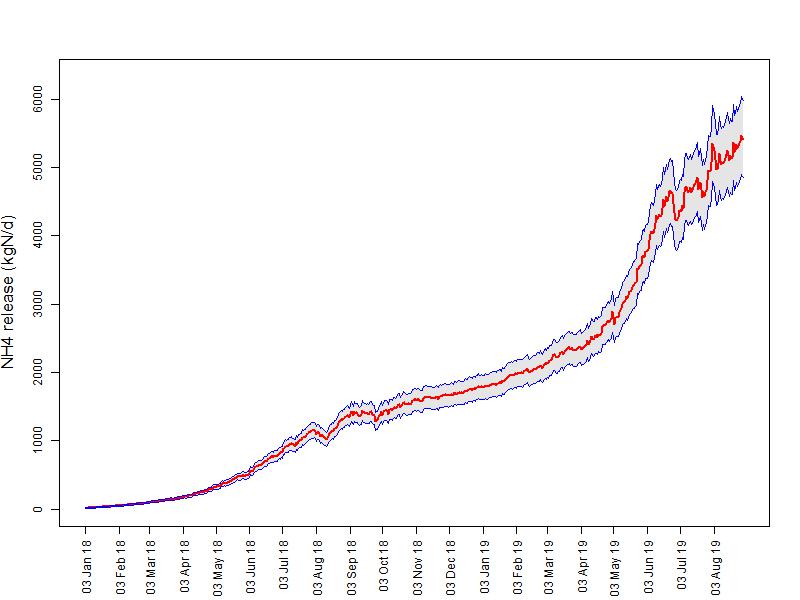 NH4 release (kgN/d)
6000
5000
4000
3000
2000
1000
0
03 Jan 18
03 Feb 18
03 Mar 18
03 Apr 18
03 May 18
03 Jun 18
03 Jul 18
03 Aug 18
03 Sep 18
03 Oct 18
03 Nov 18
03 Dec 18
03 Jan 19
03 Feb 19
03 Mar 19
03 Apr 19
03 May 19
03 Jun 19
03 Jul 19
03 Aug 19